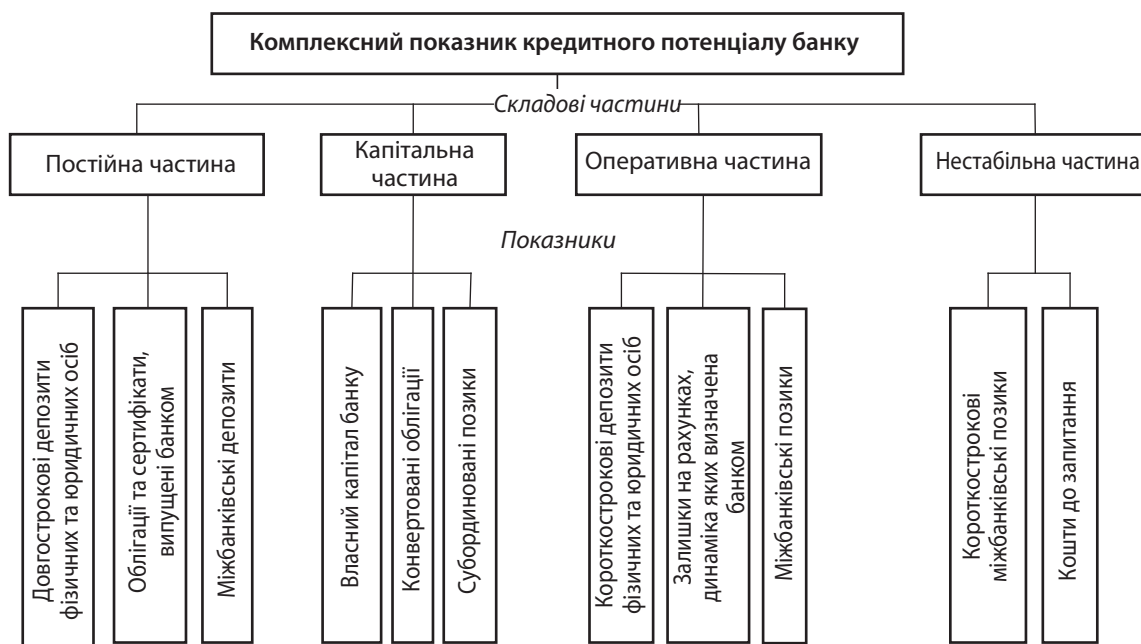 Комплексний показник кредитного потенціалу банку
Складові частини
Постійна частина
Капітальна
частина
Оперативна частина
Нестабільна частина
Показники
Довгострокові депозити
фізичних та юридичних осіб
Облігації та сертифікати,
випущені банком
Міжбанківські депозити
Власний капітал банку
Конвертовані облігації
Субординовані позики
Короткострокові депозити
фізичних та юридичних осіб
Залишки на рахунках,
динаміка яких визначена
банком
Міжбанківські позики
Короткострокові
міжбанківські позики
Кошти до запитання